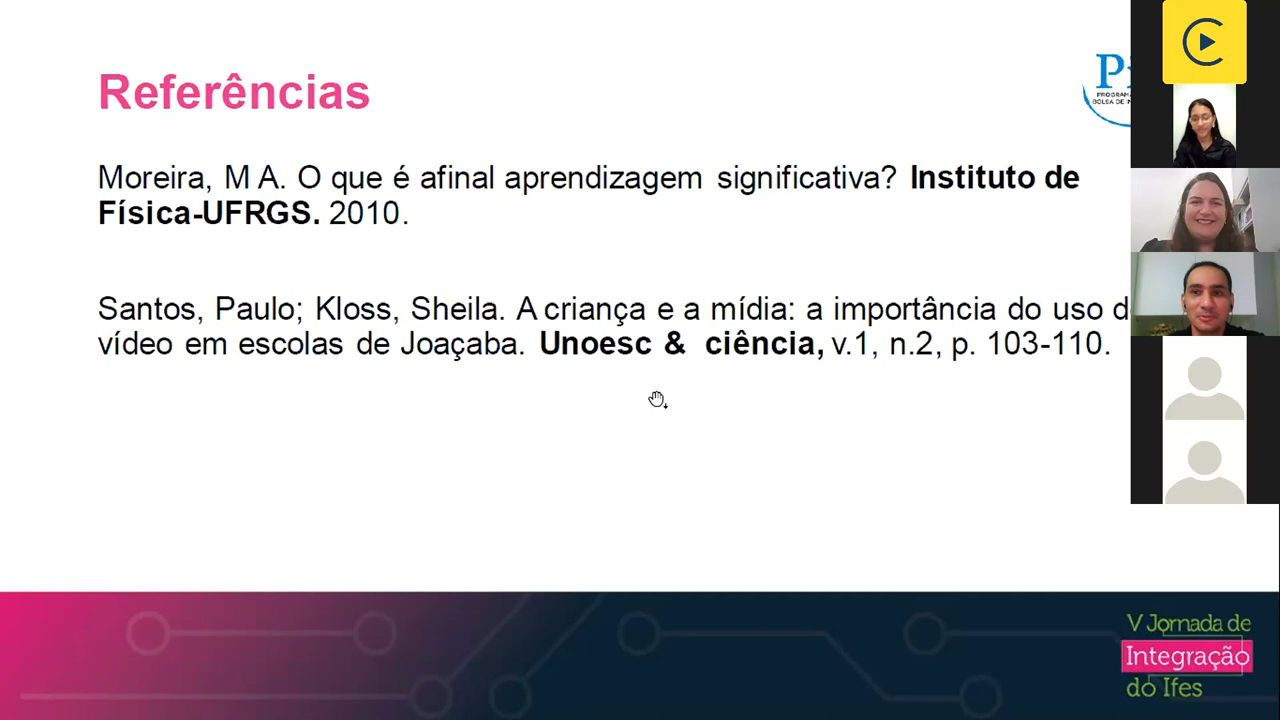 Referências
Moreira, M A. O que é afinal aprendizagem significativa? Instituto de
Física-UFRGS. 2010.
Santos, Paulo; Kloss, Sheila. A criança e a mídia: a importância do uso
vídeo em escolas de Joaçaba. Unoesc & ciência, v.1, n.2, p. 103-110.
V Jornada de
Integração
do Ifes